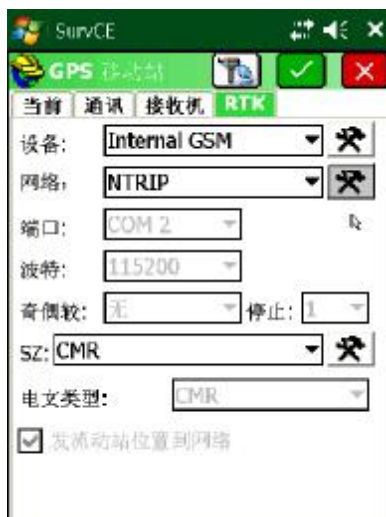 SurvCE
GPS 移动站
当前 通讯 接收机 RTK
设备: Internal GSM
网络: NTRIP
端口: COM 2
波特: 115200
奇偶较: 无 停止: 1
SZ: CMR
电文类型: CMR
发流动站位置到网络